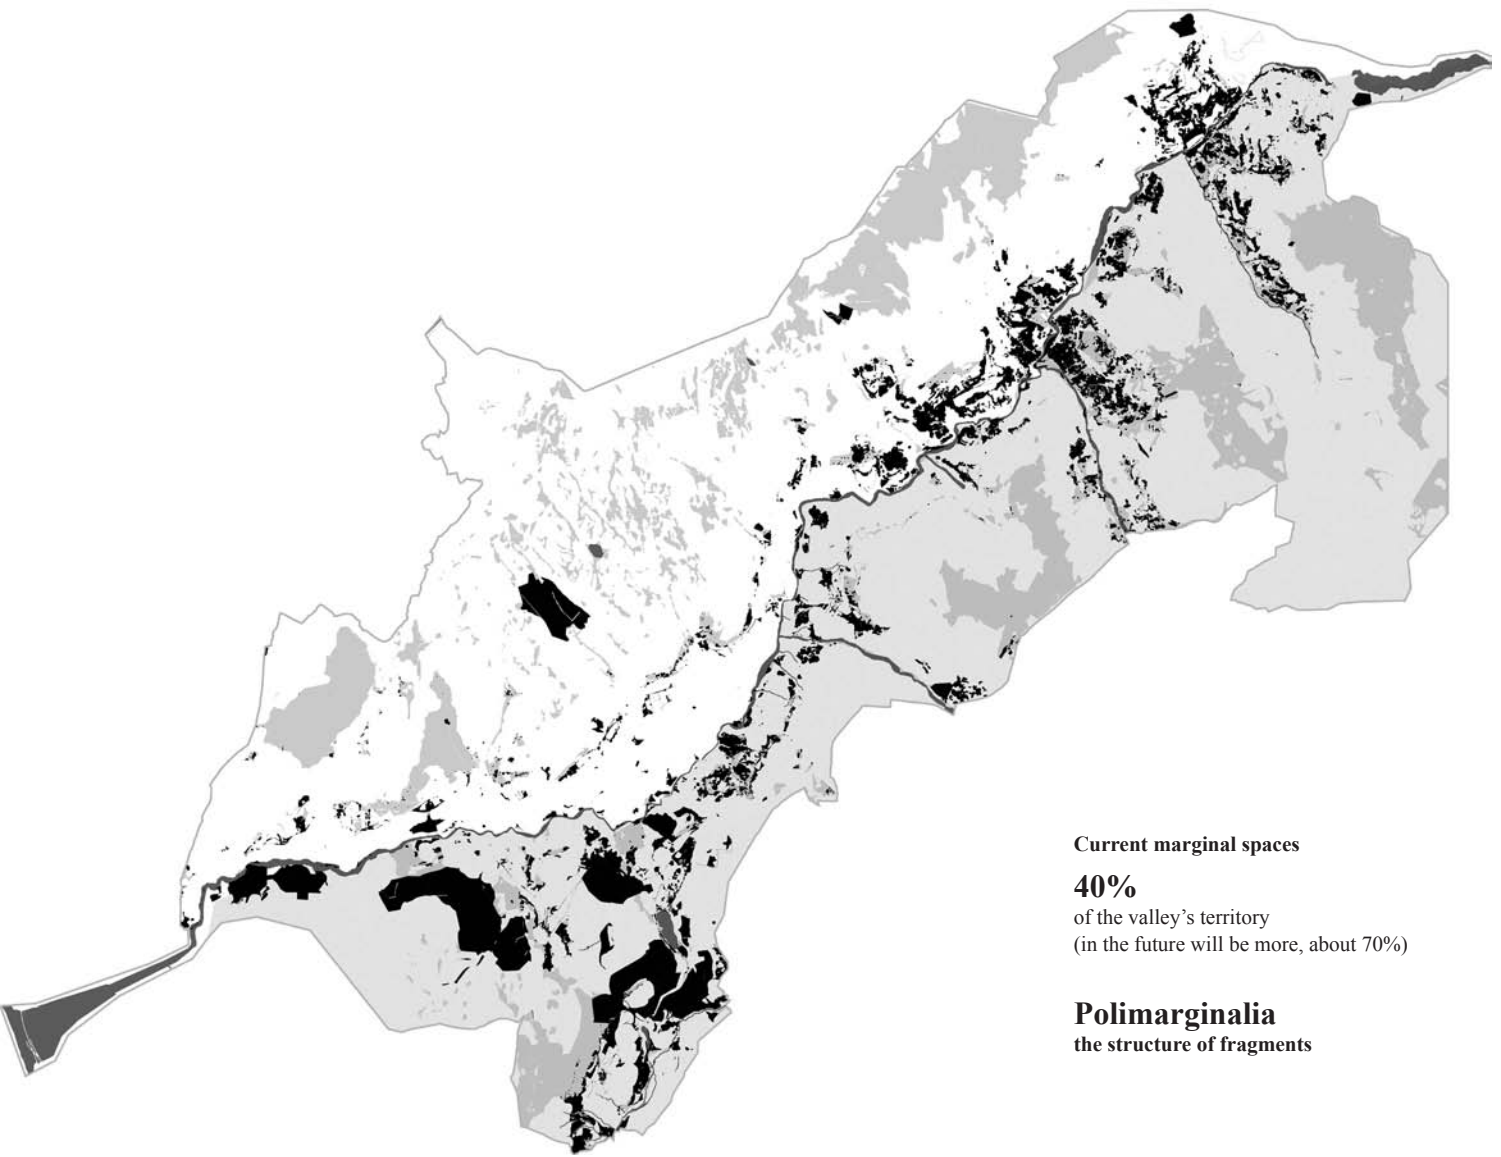 Current marginal spaces
40%
of the valley’s territory
(in the future will be more, about 70%)
Polimarginalia
the structure of fragments